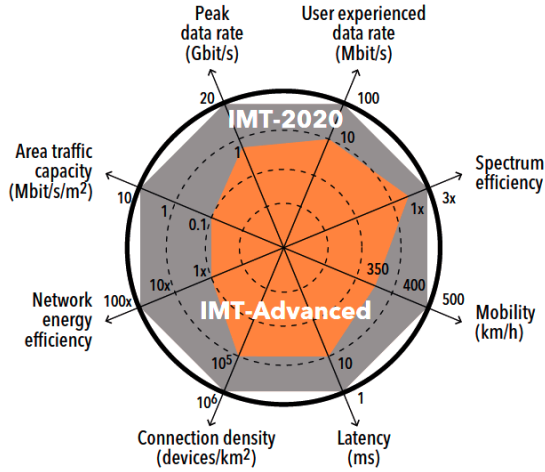 Peak
data rate
(Gbit/s)
User experienced
data rate
(Mbit/s)
20
100
IMT-2020
1
10
Area traffic
capacity
(Mbit/s/m²)
Spectrum
efficiency
10
1
0.1
1x
3x
Network
energy
efficiency
100x
10x
1x
350
400
500
Mobility
(km/h)
IMT-Advanced
10⁵
10⁶
10
1
Connection density
(devices/km²)
Latency
(ms)